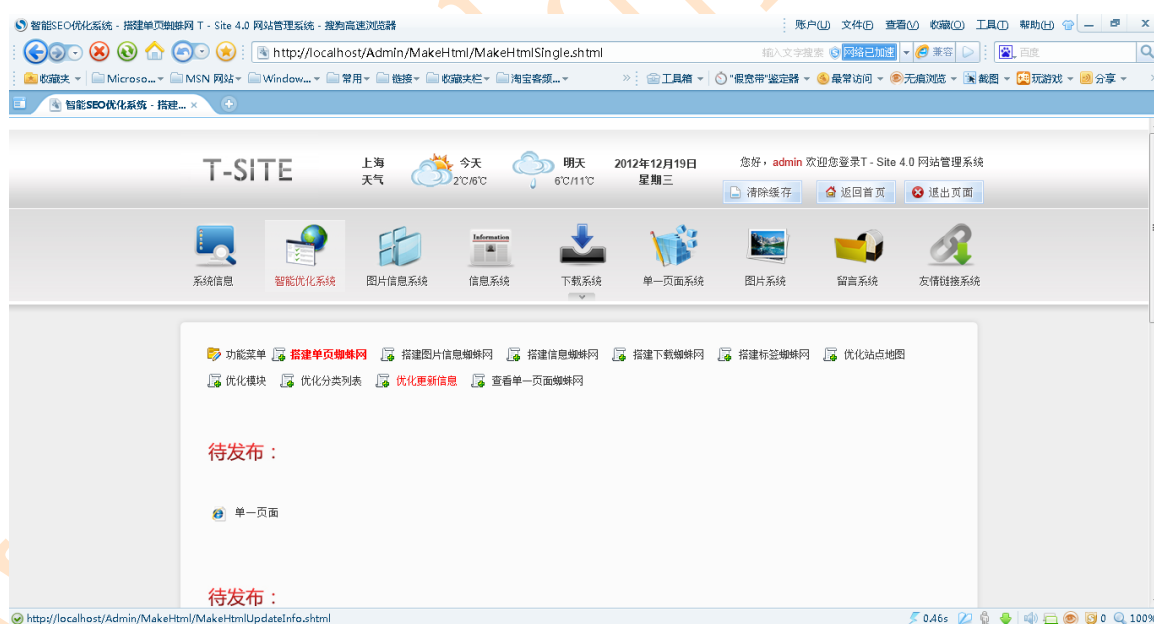 智能SEO优化系统 - 搭建单页蜘蛛网 T - Site 4.0 网站管理系统 - 搜狗高速浏览器 账户(U) 文件(F) 查看(V) 收藏(O) 工具(T) 帮助(H)
http://localhost/Admin/MakeHtml/MakeHtmlSingle.shtml 输入文字搜索 网络已加速 兼容 百度
收藏夹 Microso... MSN 网站 Window... 常用 链接 收藏夹栏 淘宝客频... 工具箱 "假宽带"鉴定器 最常访问 无痕浏览 截图 玩游戏 分享
智能SEO优化系统 - 搭建...
T-SITE 上海 今天 明天 2012年12月19日 您好，admin 欢迎您登录T - Site 4.0 网站管理系统
天气 2℃/6℃ 6℃/11℃ 星期三
清除缓存 返回首页 退出页面
Information
系统信息 智能优化系统 图片信息系统 信息系统 下载系统 单一页面系统 图片系统 留言系统 友情链接系统
功能菜单 搭建单页蜘蛛网 搭建图片信息蜘蛛网 搭建信息蜘蛛网 搭建下载蜘蛛网 搭建标签蜘蛛网 优化站点地图
优化模块 优化分类列表 优化更新信息 查看单一页面蜘蛛网
待发布：
单一页面
待发布：
http://localhost/Admin/MakeHtml/MakeHtmlUpdateInfo.shtml 0.46s 0 100%